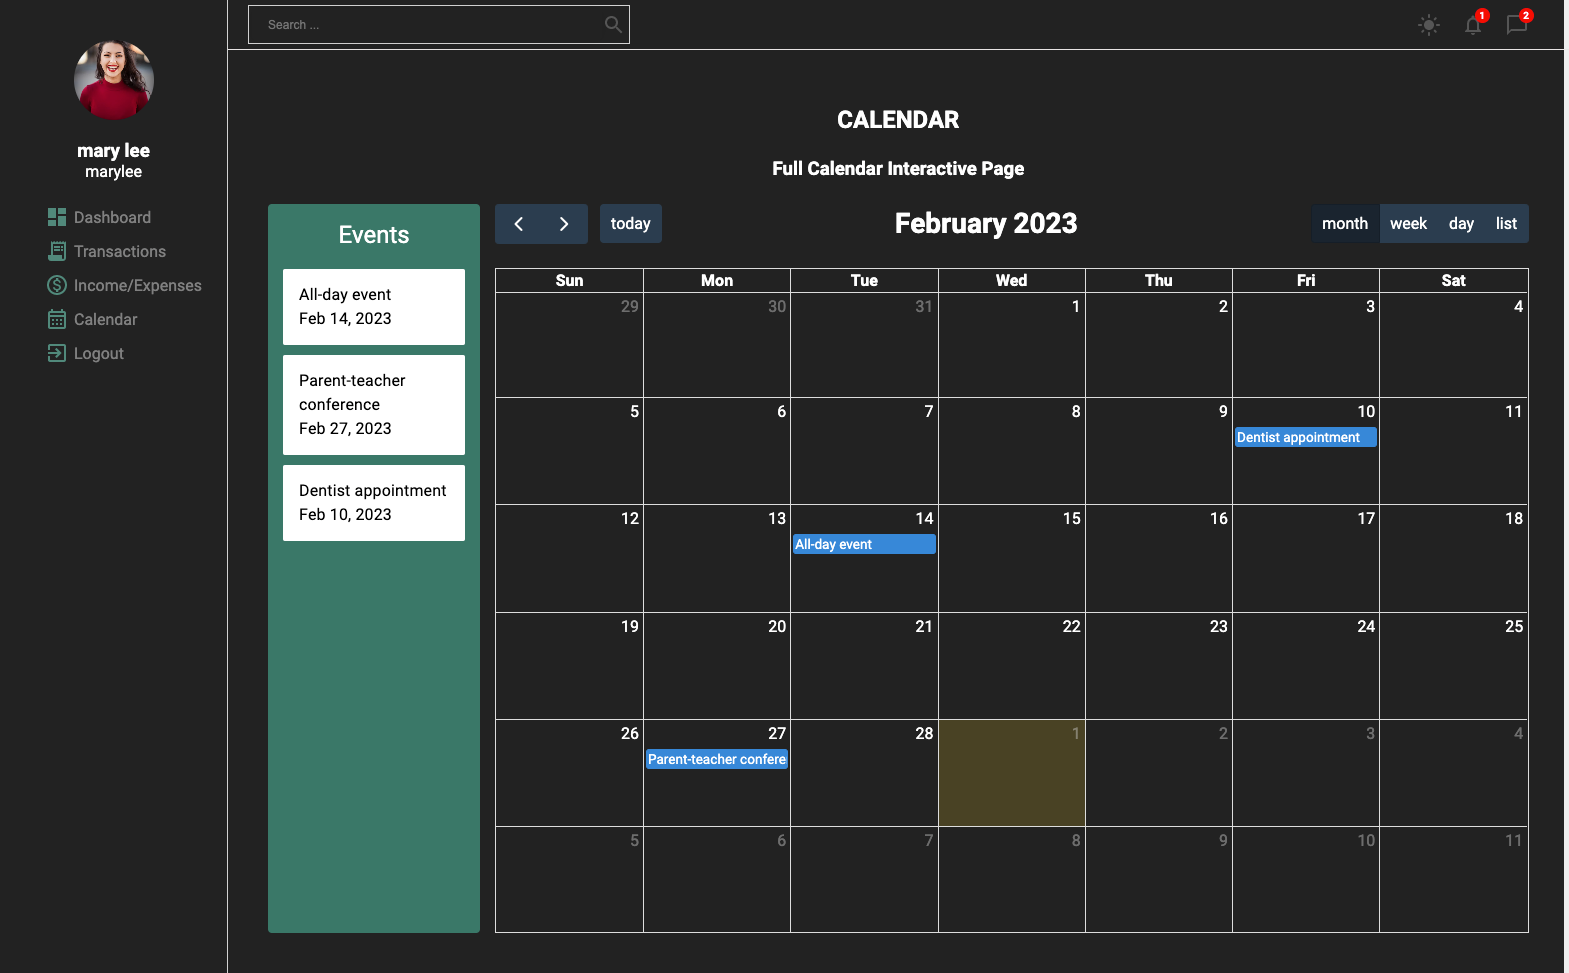 Search ...
1
2
mary lee
marylee
Dashboard
Transactions
Income/Expenses
Calendar
Logout
CALENDAR
Full Calendar Interactive Page
Events
All-day event
Feb 14, 2023
Parent-teacher
conference
Feb 27, 2023
Dentist appointment
Feb 10, 2023
today
February 2023
month week day list
Sun Mon Tue Wed Thu Fri Sat
29 30 31 1 2 3 4
5 6 7 8 9 10 11
Dentist appointment
12 13 14 15 16 17 18
All-day event
19 20 21 22 23 24 25
26 27 28 1 2 3 4
Parent-teacher confere
5 6 7 8 9 10 11